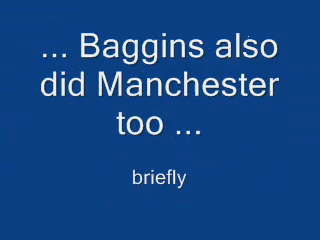 ... Baggins also
did Manchester
too ...
briefly